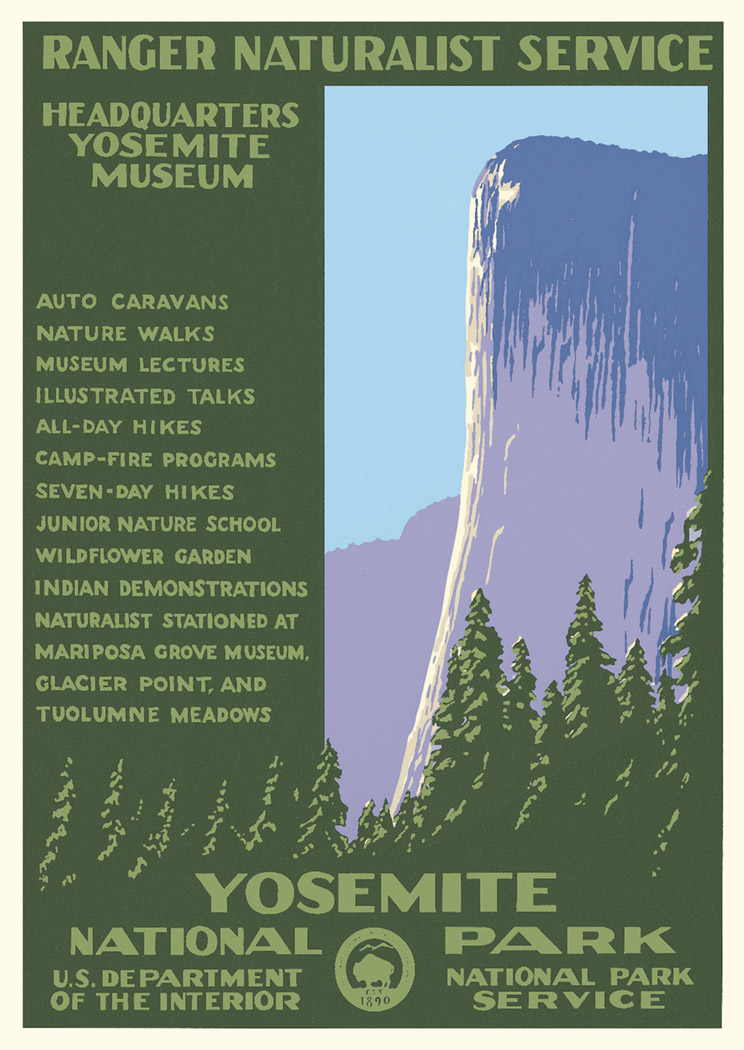 RANGER NATURALIST SERVICE
HEADQUARTERS
YOSEMITE
MUSEUM
AUTO CARAVANS
NATURE WALKS
MUSEUM LECTURES
ILLUSTRATED TALKS
ALL-DAY HIKES
CAMP-FIRE PROGRAMS
SEVEN-DAY HIKES
JUNIOR NATURE SCHOOL
WILDFLOWER GARDEN
INDIAN DEMONSTRATIONS
NATURALIST STATIONED AT
MARIPOSA GROVE MUSEUM,
GLACIER POINT, AND
TUOLUMNE MEADOWS
YOSEMITE
NATIONAL PARK
U.S. DEPARTMENT
OF THE INTERIOR
EST
1890
NATIONAL PARK
SERVICE